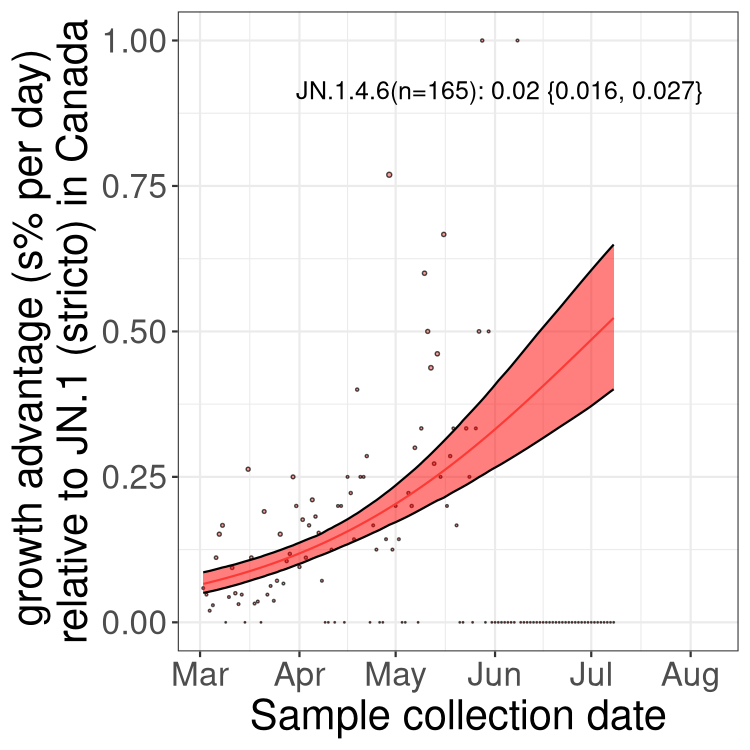 growth advantage (s% per day)
relative to JN.1 (stricto) in Canada
1.00
0.75
0.50
0.25
0.00
JN.1.4.6(n=165): 0.02 {0.016, 0.027}
Mar Apr May Jun Jul Aug
Sample collection date